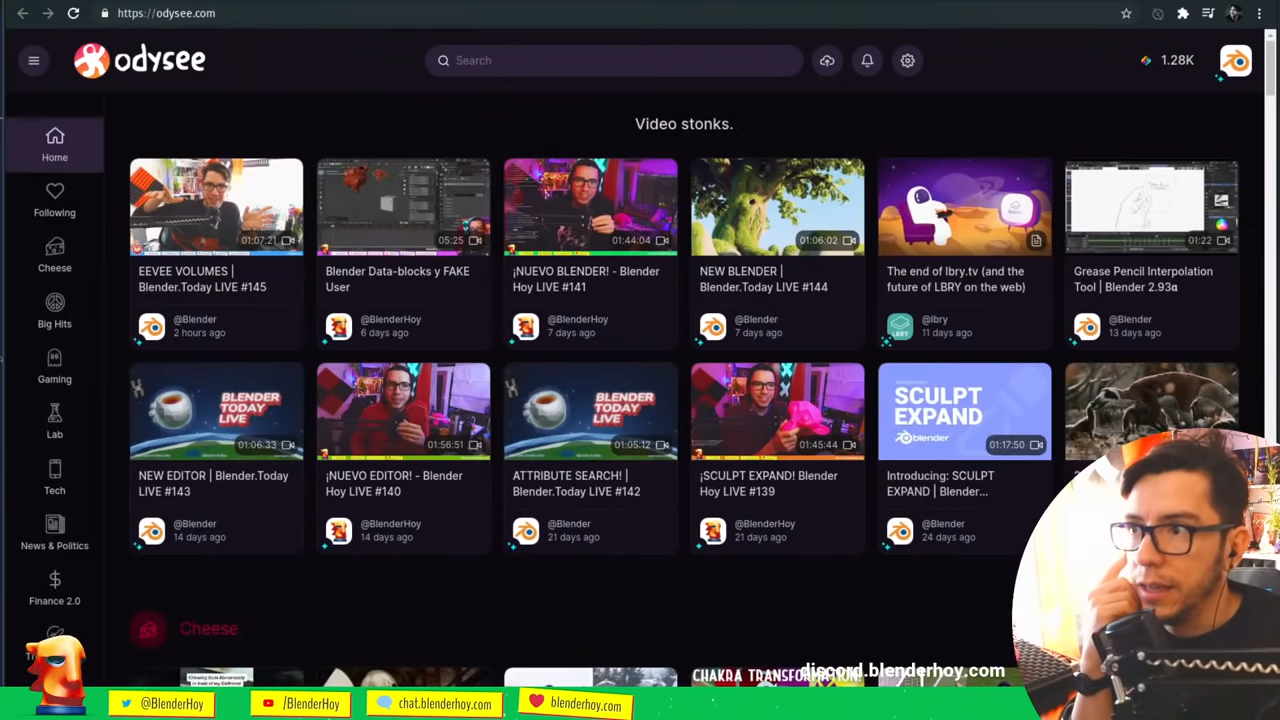 https://odysee.com
odysee
Search
1.28K
Home
Following
Cheese
Big Hits
Gaming
Lab
Tech
News & Politics
Finance 2.0
Video stonks.
01:07:21
EEVEE VOLUMES |
Blender.Today LIVE #145
@Blender
2 hours ago
05:25
Blender Data-blocks y FAKE
User
@BlenderHoy
6 days ago
01:44:04
¡NUEVO BLENDER! - Blender
Hoy LIVE #141
@BlenderHoy
7 days ago
01:06:02
NEW BLENDER |
Blender.Today LIVE #144
@Blender
7 days ago
The end of lbry.tv (and the
future of LBRY on the web)
LBRY
@lbry
11 days ago
01:22
Grease Pencil Interpolation
Tool | Blender 2.93α
@Blender
13 days ago
BLENDER
TODAY
LIVE
01:06:33
NEW EDITOR | Blender.Today
LIVE #143
@Blender
14 days ago
01:56:51
¡NUEVO EDITOR! - Blender
Hoy LIVE #140
@BlenderHoy
14 days ago
BLENDER
TODAY
LIVE
01:05:12
ATTRIBUTE SEARCH! |
Blender.Today LIVE #142
@Blender
21 days ago
01:45:44
¡SCULPT EXPAND! Blender
Hoy LIVE #139
@BlenderHoy
21 days ago
SCULPT
EXPAND
blender
01:17:50
Introducing: SCULPT
EXPAND | Blender...
@Blender
24 days ago
Cheese
CHAKRA TRANSFORMATION!
discord.blenderhoy.com
@BlenderHoy
/BlenderHoy
chat.blenderhoy.com
blenderhoy.com